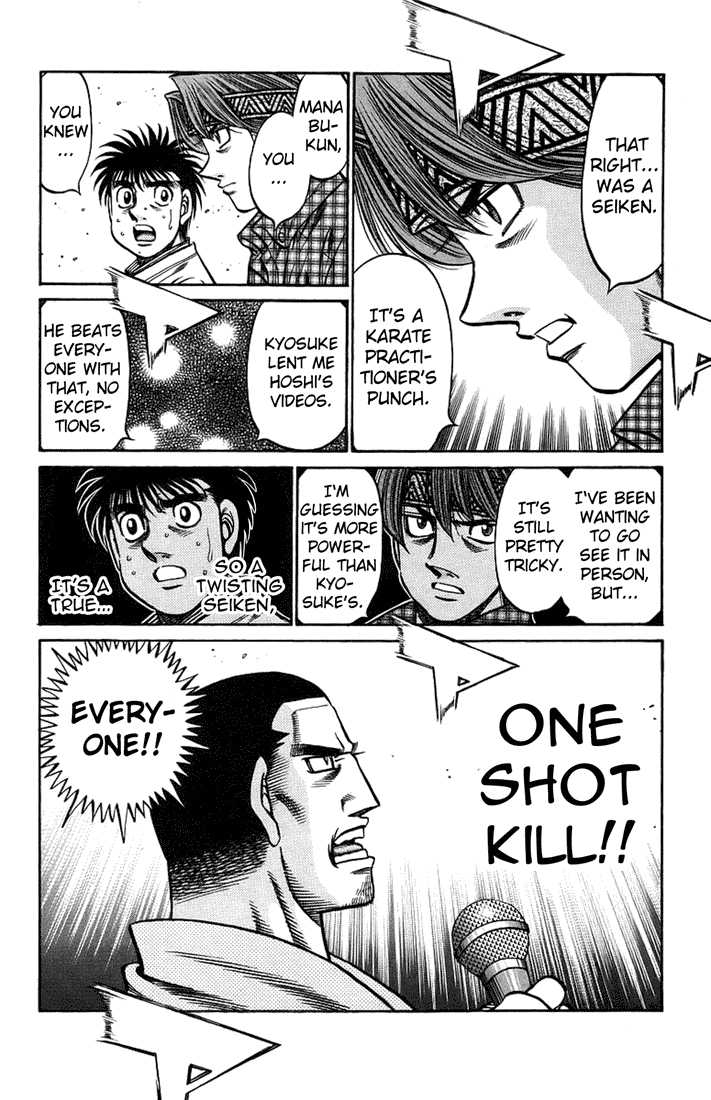 THAT
RIGHT...
WAS A
SEIKEN.
IT'S A
KARATE
PRACTI-
TIONER'S
PUNCH.
MANA
BU-
KUN,
YOU
...
YOU
KNEW
...
KYOSUKE
LENT ME
HOSHI'S
VIDEOS.
HE BEATS
EVERY-
ONE WITH
THAT, NO
EXCEP-
TIONS.
I'VE BEEN
WANTING
TO GO
SEE IT IN
PERSON,
BUT...
IT'S
STILL
PRETTY
TRICKY.
I'M
GUESSING
IT'S MORE
POWER-
FUL THAN
KYO-
SUKE'S.
SO A
TWISTING
SEIKEN,
IT'S A
TRUE...
ONE
SHOT
KILL!!
EVERY-
ONE!!